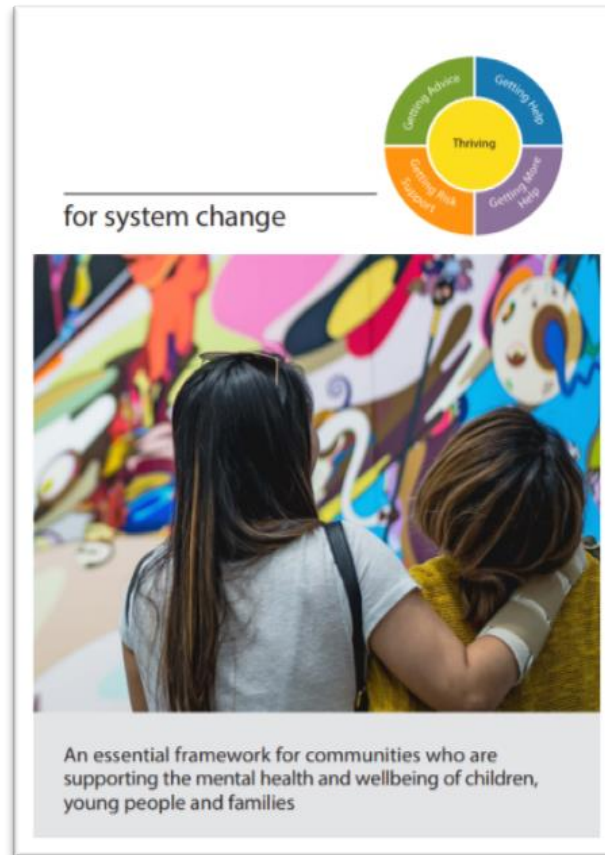 Getting Advice
Getting Help
Thriving
Getting Risk
Support
Getting More
Help
for system change
An essential framework for communities who are
supporting the mental health and wellbeing of children,
young people and families